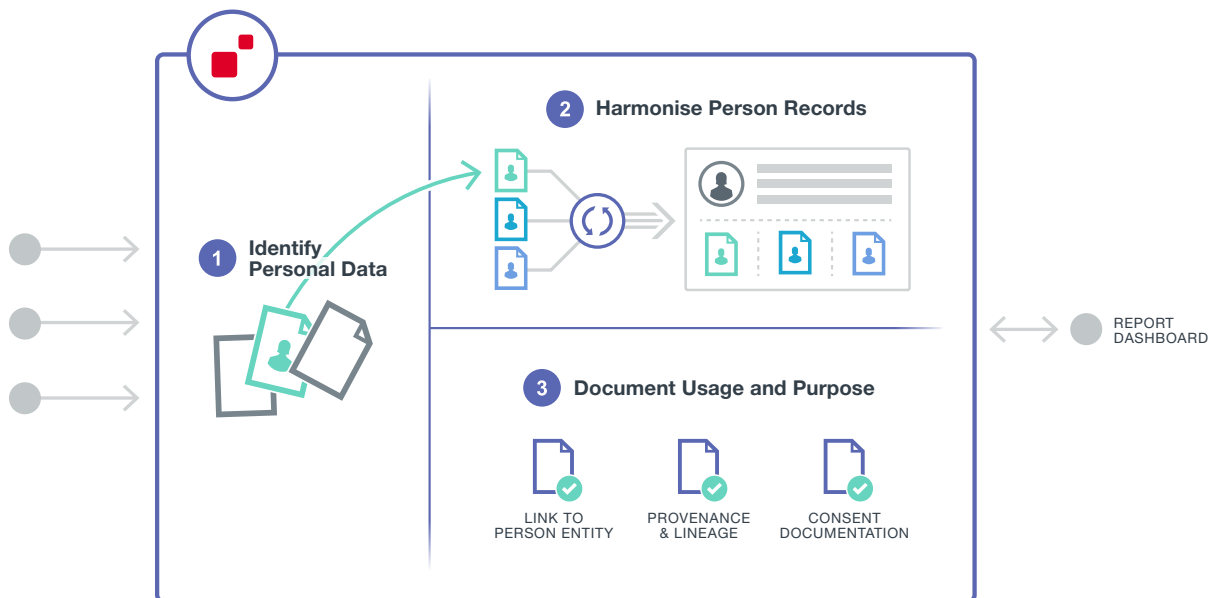 2 Harmonise Person Records
1 Identify
Personal Data
REPORT
DASHBOARD
3 Document Usage and Purpose
LINK TO
PERSON ENTITY
PROVENANCE
& LINEAGE
CONSENT
DOCUMENTATION